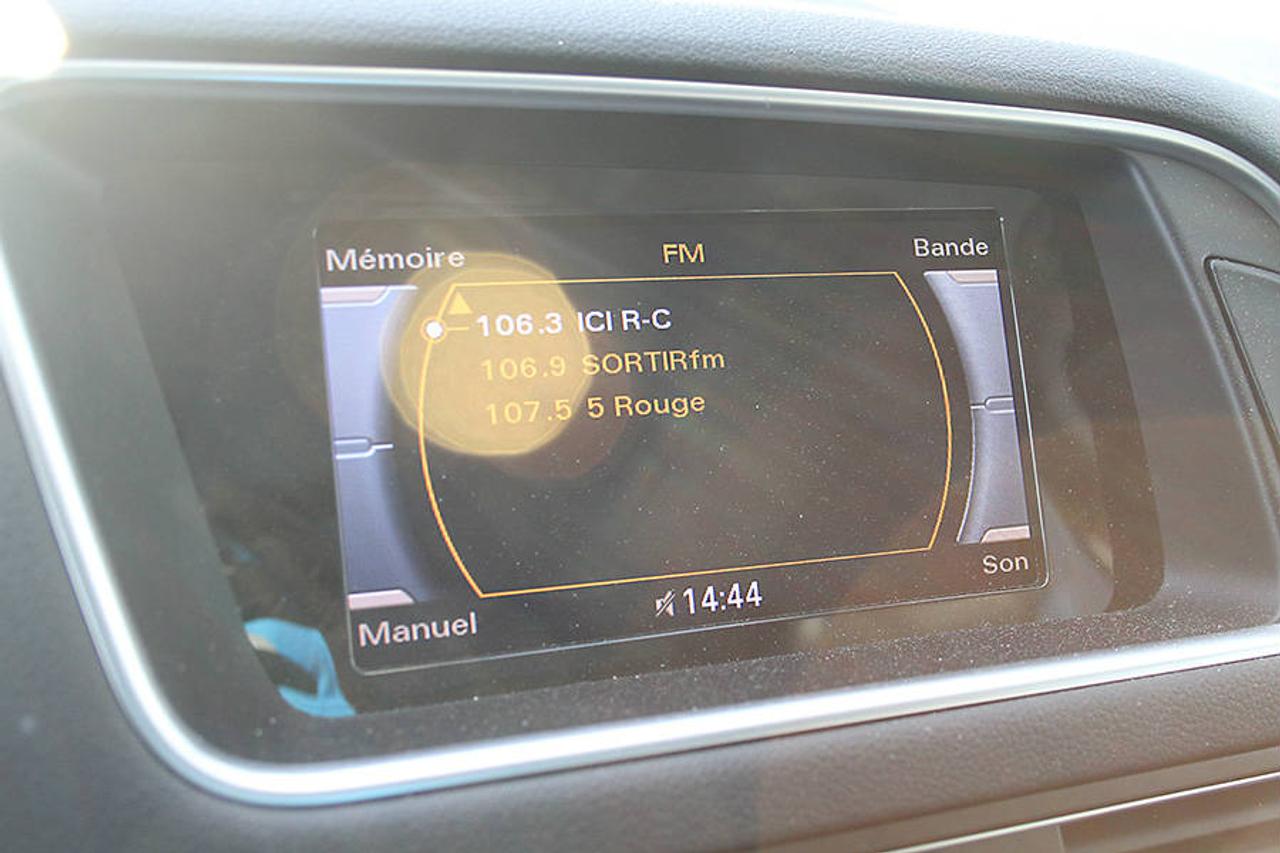 Mémoire FM Bande
106.3 ICI R-C
106.9 SORTIRfm
107.5 5 Rouge
Manuel 14:44 Son